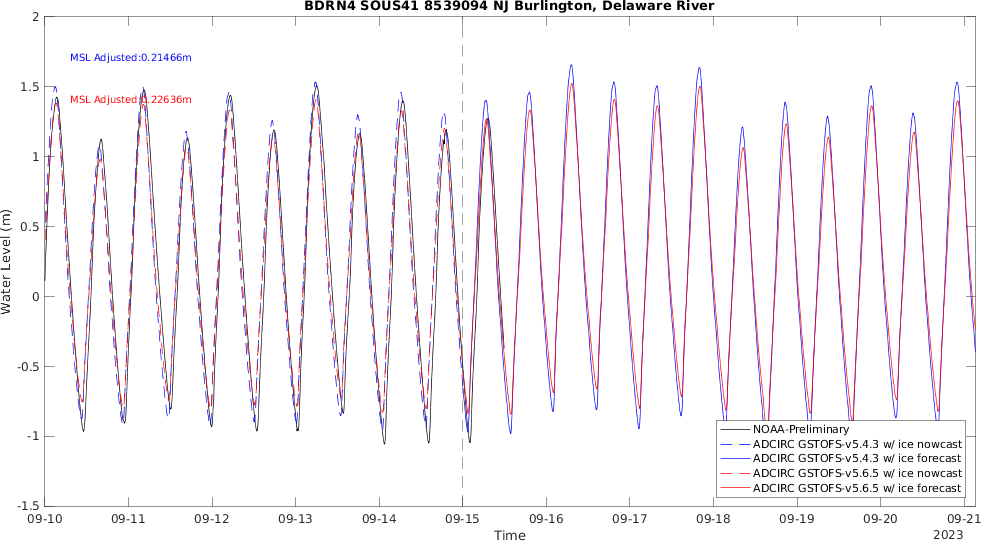 BDRN4 SOUS41 8539094 NJ Burlington, Delaware River
MSL Adjusted:0.21466m
MSL Adjusted:0.22636m
Water Level (m)
2
1.5
1
0.5
0
-0.5
-1
-1.5
NOAA-Preliminary
ADCIRC GSTOFS-v5.4.3 w/ ice nowcast
ADCIRC GSTOFS-v5.4.3 w/ ice forecast
ADCIRC GSTOFS-v5.6.5 w/ ice nowcast
ADCIRC GSTOFS-v5.6.5 w/ ice forecast
09-10 09-11 09-12 09-13 09-14 09-15 09-16 09-17 09-18 09-19 09-20 09-21
2023
Time